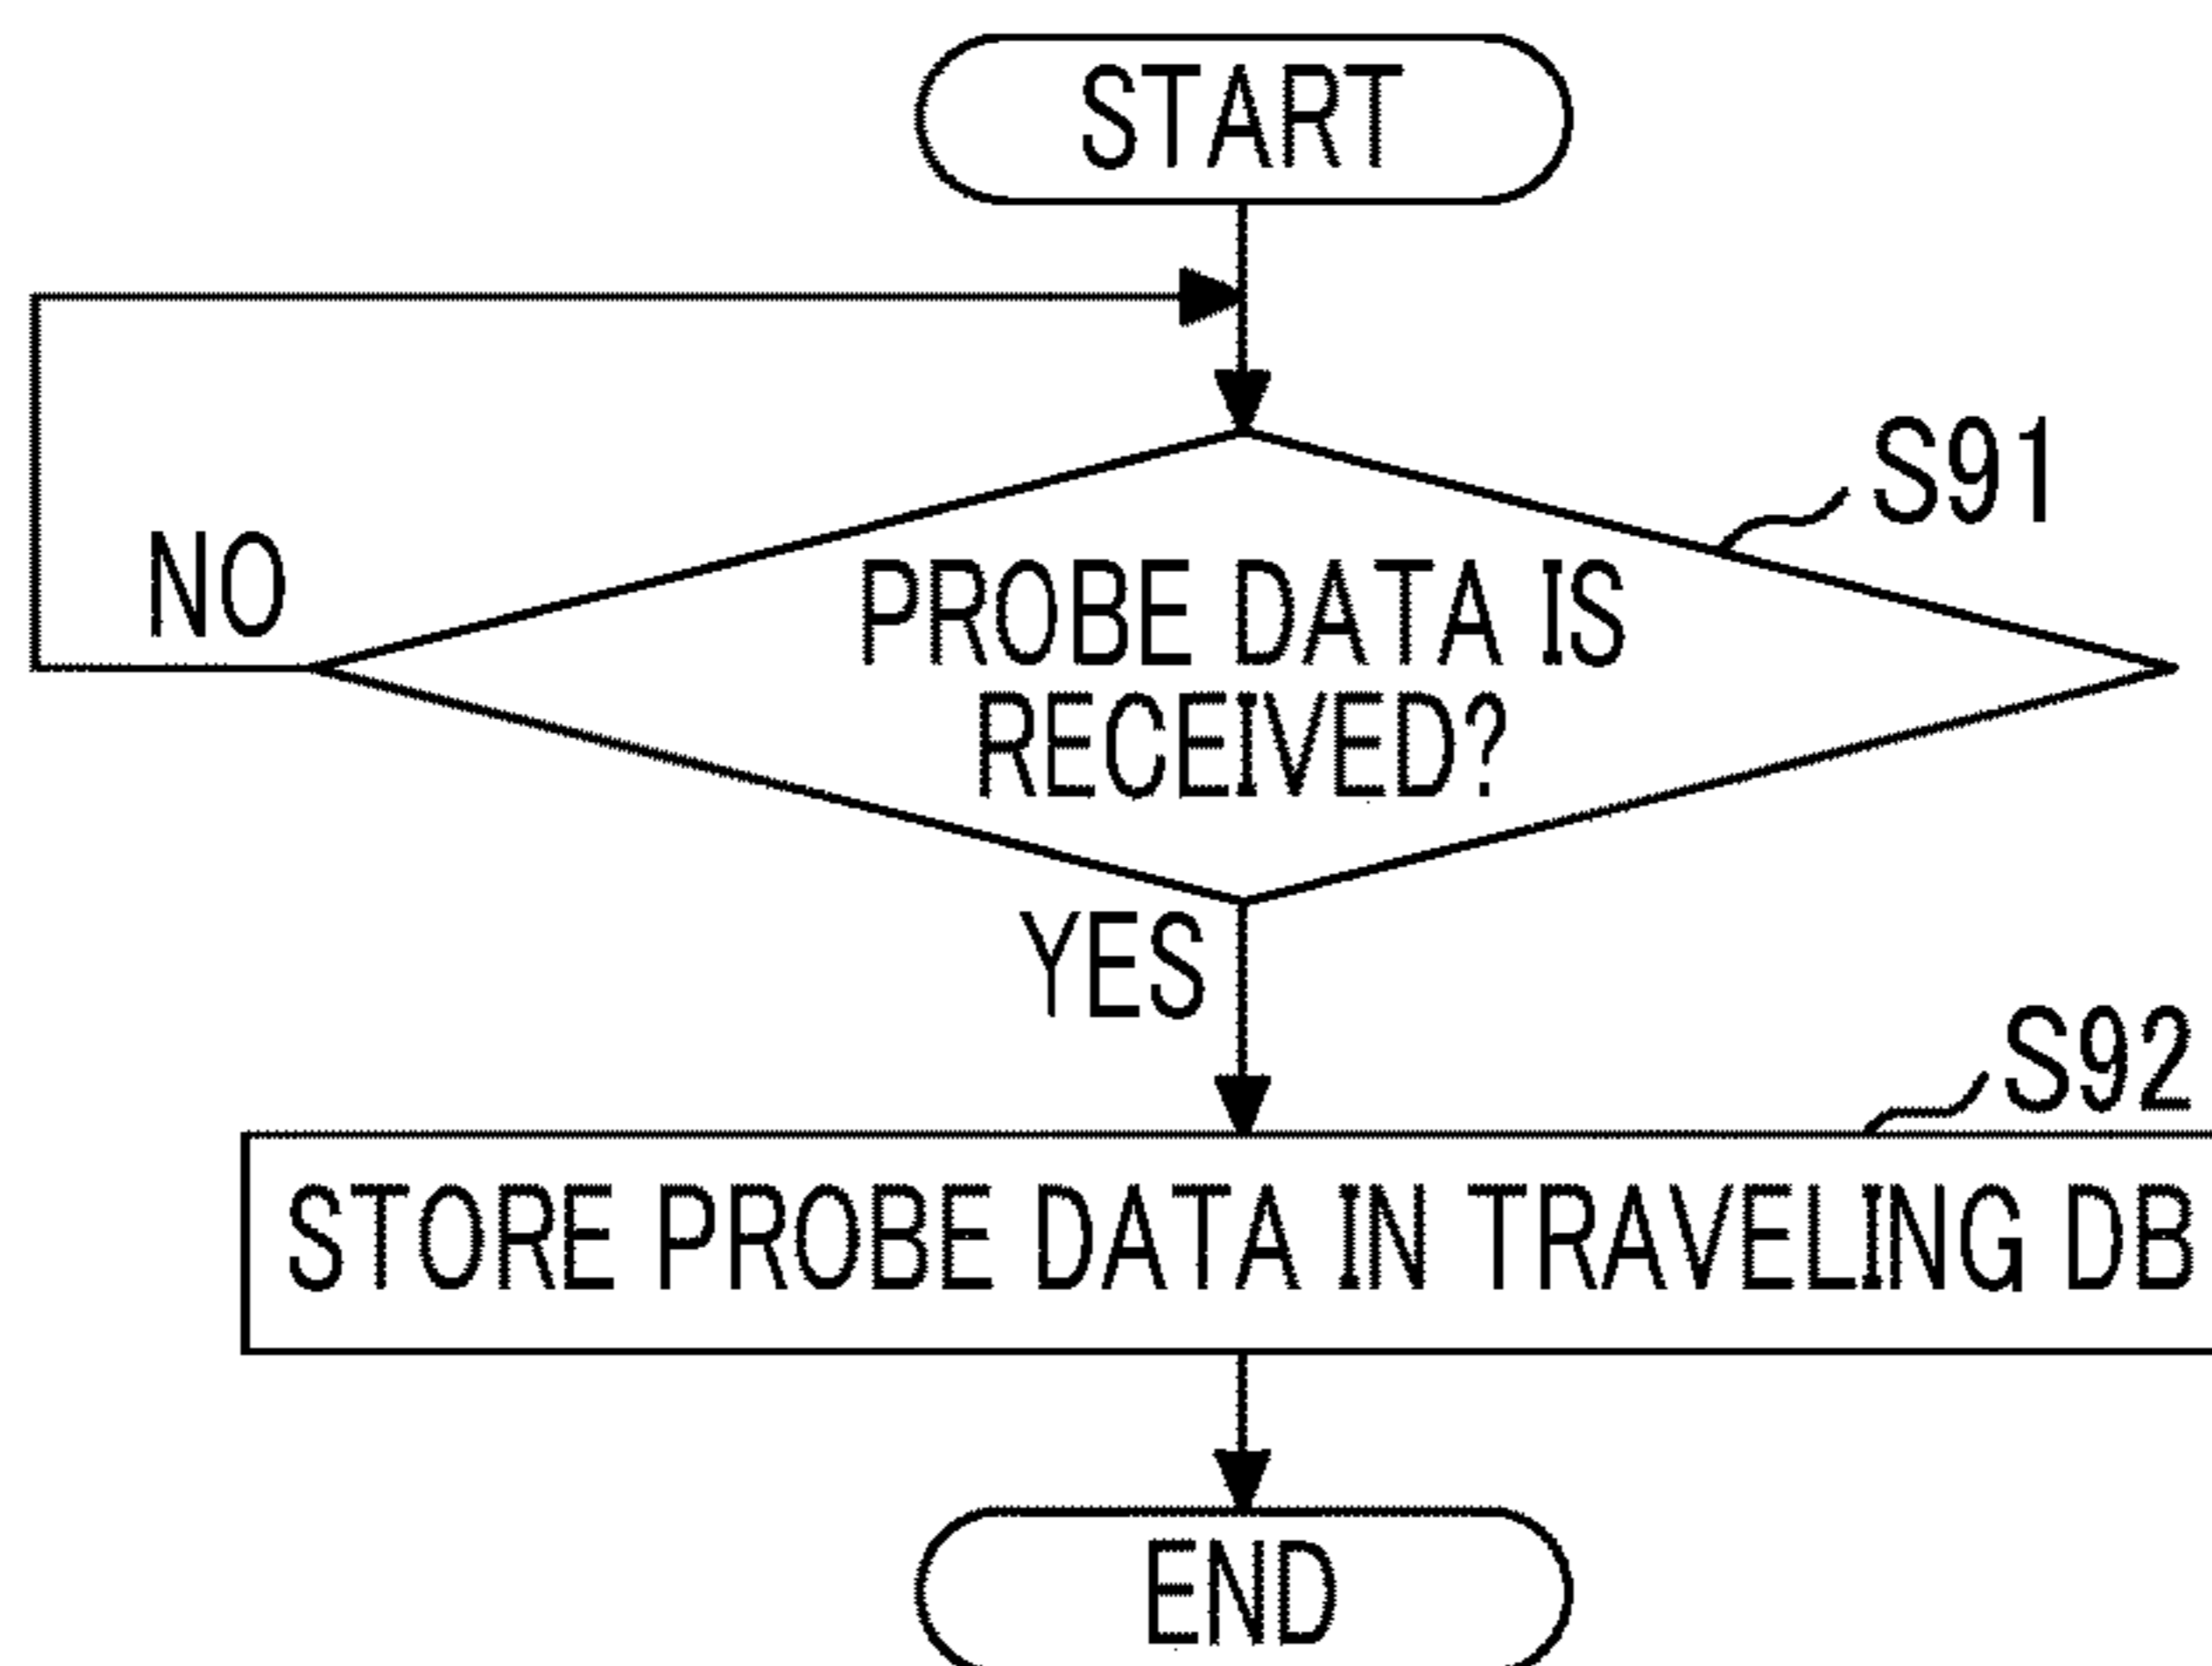 START
S91
NO
PROBE DATA IS
RECEIVED?
YES
S92
STORE PROBE DATA IN TRAVELING DB
END